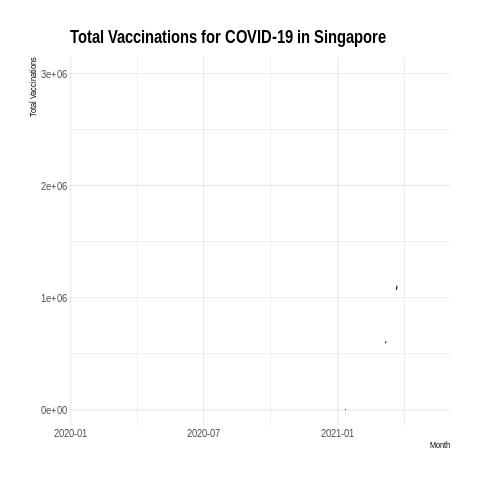 Total Vaccinations for COVID-19 in Singapore
Total Vaccinations
3e+06
2e+06
1e+06
0e+00
2020-01 2020-07 2021-01
Month